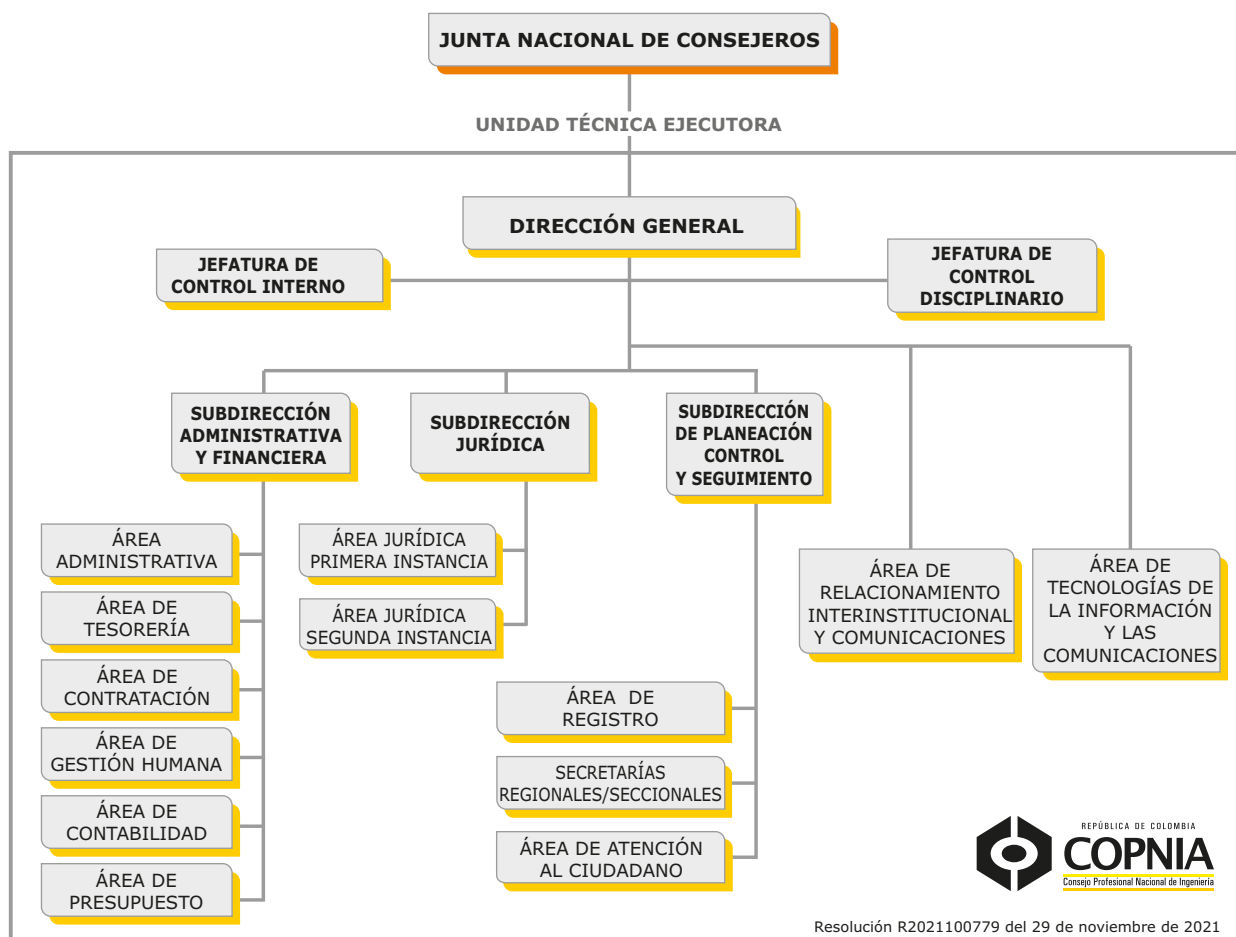 JUNTA NACIONAL DE CONSEJEROS
UNIDAD TÉCNICA EJECUTORA
DIRECCIÓN GENERAL
JEFATURA DE
CONTROL INTERNO
JEFATURA DE
CONTROL
DISCIPLINARIO
SUBDIRECCIÓN
ADMINISTRATIVA
Y FINANCIERA
SUBDIRECCIÓN
JURÍDICA
SUBDIRECCIÓN
DE PLANEACIÓN
CONTROL
Y SEGUIMIENTO
ÁREA
ADMINISTRATIVA
ÁREA DE
TESORERÍA
ÁREA DE
CONTRATACIÓN
ÁREA DE
GESTIÓN HUMANA
ÁREA DE
CONTABILIDAD
ÁREA DE
PRESUPUESTO
ÁREA JURÍDICA
PRIMERA INSTANCIA
ÁREA JURÍDICA
SEGUNDA INSTANCIA
ÁREA DE
REGISTRO
SECRETARÍAS
REGIONALES/SECCIONALES
ÁREA DE ATENCIÓN
AL CIUDADANO
ÁREA DE
RELACIONAMIENTO
INTERINSTITUCIONAL
Y COMUNICACIONES
ÁREA DE
TECNOLOGÍAS DE
LA INFORMACIÓN
Y LAS
COMUNICACIONES
REPÚBLICA DE COLOMBIA
COPNIA
Consejo Profesional Nacional de Ingeniería
Resolución R2021100779 del 29 de noviembre de 2021